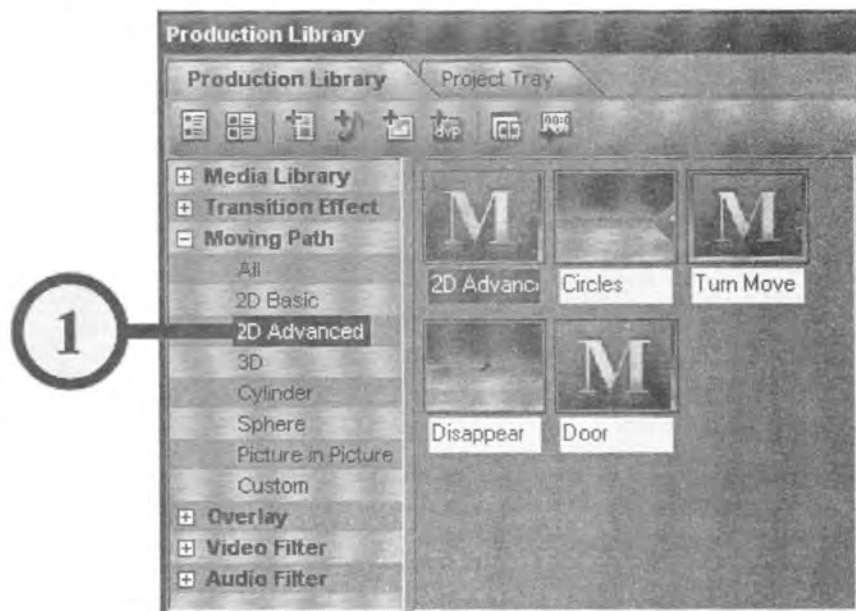 Production Library
Production Library Project Tray
dvp
Media Library
Transition Effect
Moving Path
All
2D Basic
2D Advanced
3D
Cylinder
Sphere
Picture in Picture
Custom
Overlay
Video Filter
Audio Filter
1
M M
2D Advanc Circles Turn Move
M
Disappear Door